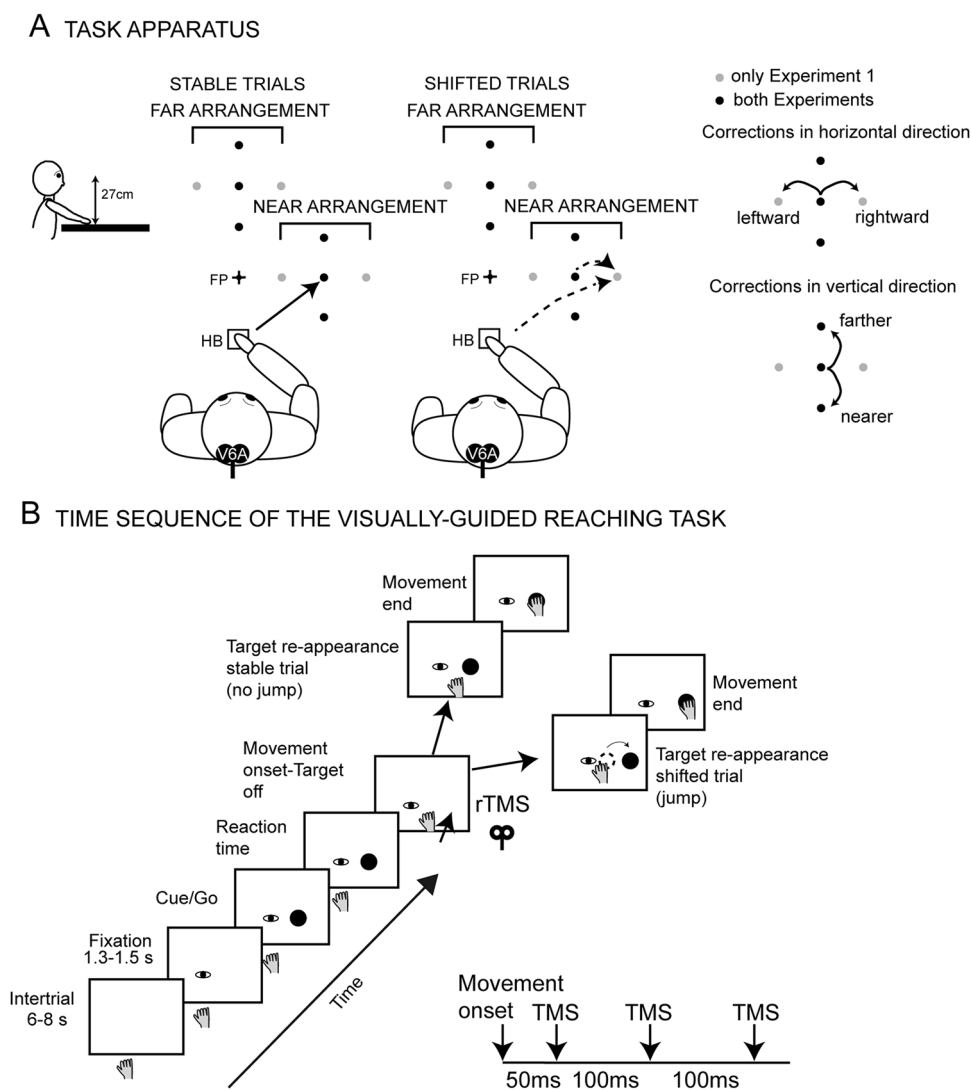 A TASK APPARATUS
STABLE TRIALS
FAR ARRANGEMENT
SHIFTED TRIALS
FAR ARRANGEMENT
only Experiment 1
both Experiments
Corrections in horizontal direction
27cm
NEAR ARRANGEMENT
NEAR ARRANGEMENT
leftward
rightward
FP
FP
Corrections in vertical direction
farther
HB
HB
nearer
V6A
V6A
B TIME SEQUENCE OF THE VISUALLY-GUIDED REACHING TASK
Movement
end
Target re-appearance
stable trial
(no jump)
Movement
end
Target re-appearance
shifted trial
(jump)
Movement
onset-Target
off
rTMS
Reaction
time
Cue/Go
Fixation
1.3-1.5 s
Intertrial
6-8 s
Time
Movement
onset
TMS
TMS
TMS
50ms
100ms
100ms